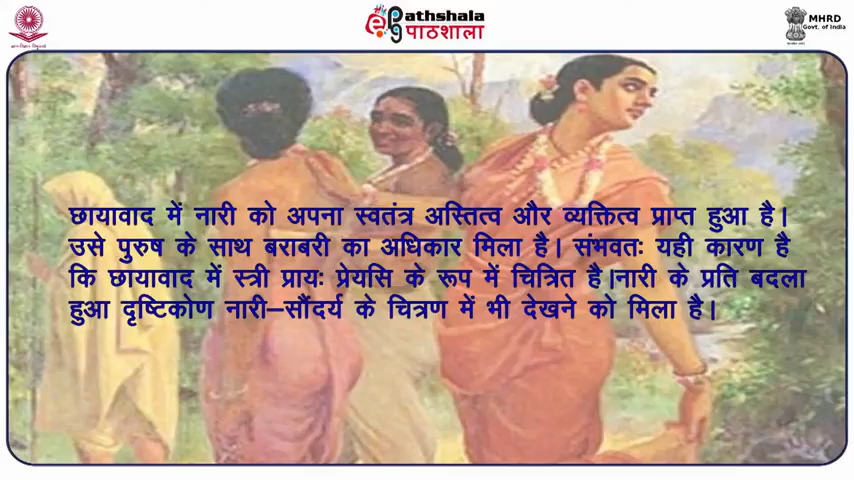 ePathshala
पाठशाला
MHRD
Govt. of India
छायावाद में नारी को अपना स्वतंत्र अस्तित्व और व्यक्तित्व प्राप्त हुआ है।
उसे पुरुष के साथ बराबरी का अधिकार मिला है। संभवतः यही कारण है
कि छायावाद में स्त्री प्रायः प्रेयसि के रूप में चित्रित है।नारी के प्रति बदला
हुआ दृष्टिकोण नारी–सौंदर्य के चित्रण में भी देखने को मिला है।